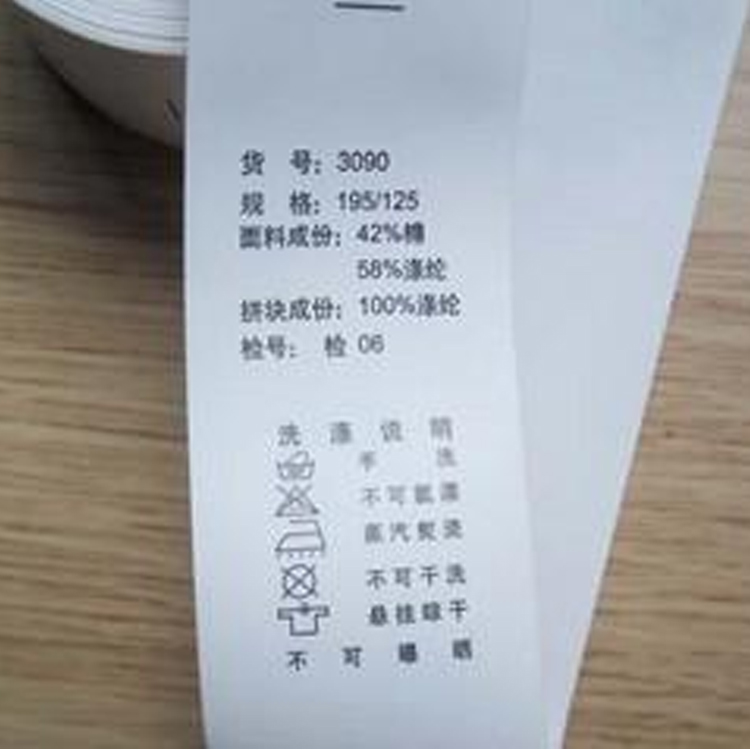 货 号：3090
规 格：195/125
面料成份：42%棉
58%涤纶
拼块成份：100%涤纶
检号： 检 06
洗 涤 说 明
手 洗
不可氯漂
蒸汽熨烫
不可干洗
悬挂晾干
不 可 曝 晒